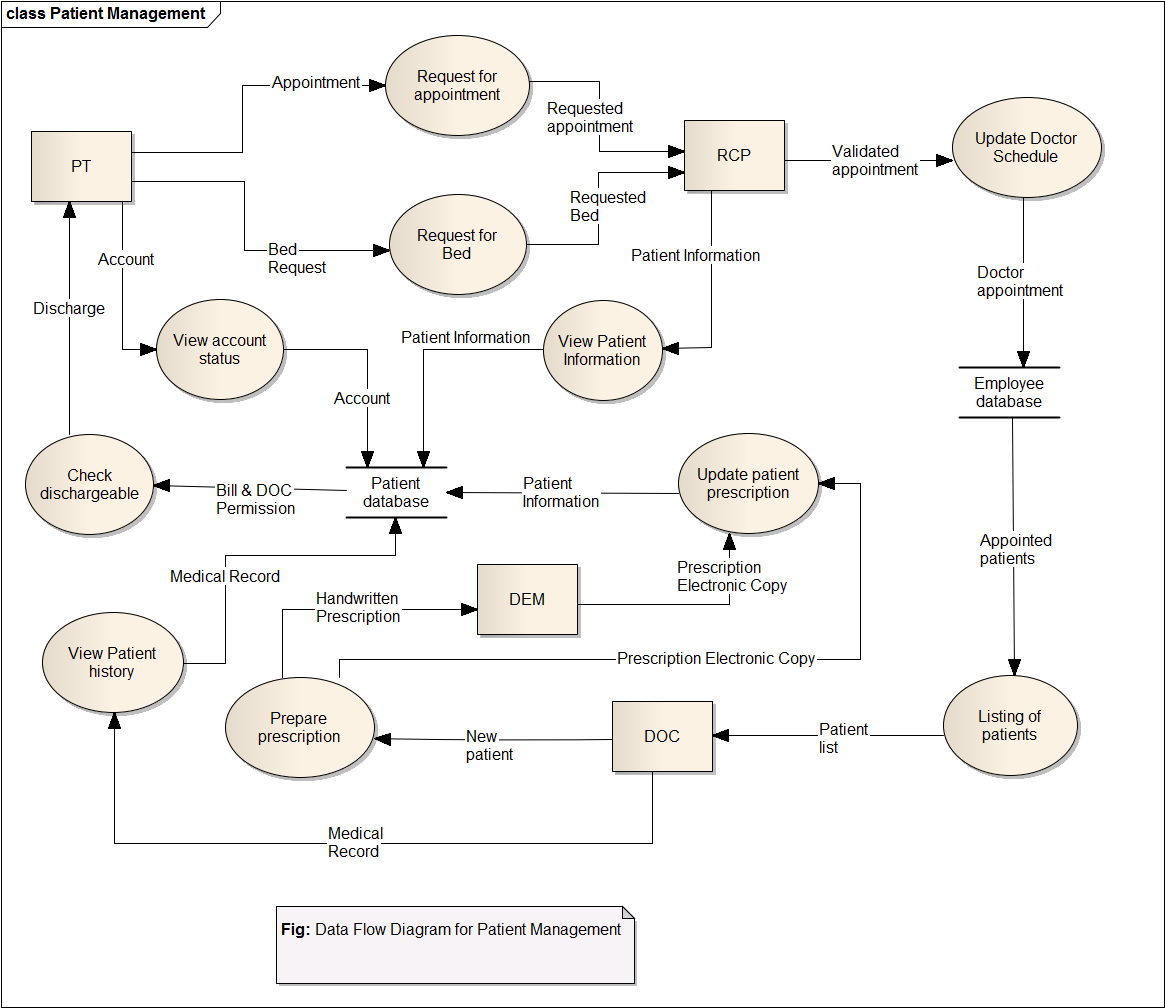 class Patient Management
Appointment
Request for
appointment
Requested
appointment
PT
RCP
Validated
appointment
Update Doctor
Schedule
Requested
Bed
Request for
Bed
Bed
Request
Account
Patient Information
Doctor
appointment
Discharge
View account
status
Patient Information
View Patient
Information
Account
Employee
database
Check
dischargeable
Bill & DOC
Permission
Patient
database
Patient
Information
Update patient
prescription
Appointed
patients
Medical Record
Prescription
Electronic Copy
Handwritten
Prescription
DEM
View Patient
history
Prescription Electronic Copy
Prepare
prescription
New
patient
DOC
Patient
list
Listing of
patients
Medical
Record
Fig: Data Flow Diagram for Patient Management